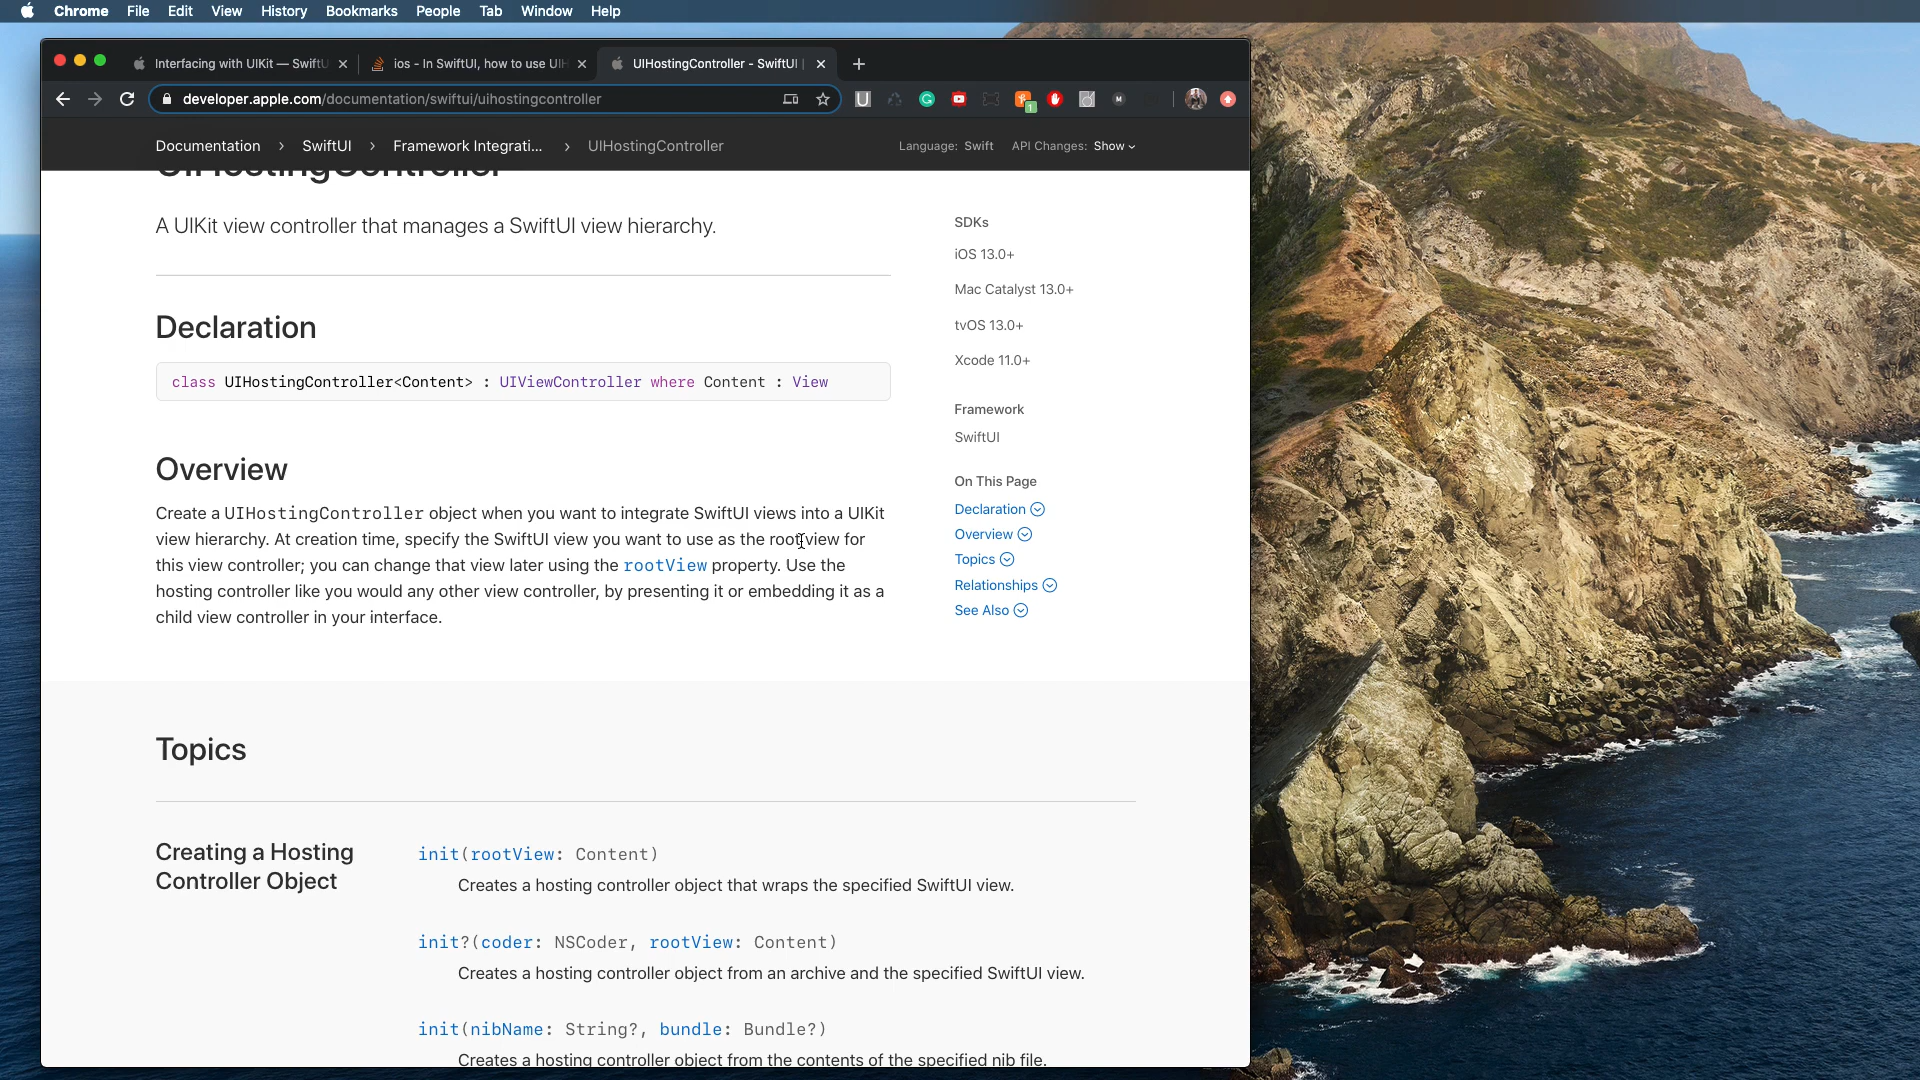 Chrome File Edit View History Bookmarks People Tab Window Help
Interfacing with UIKit — SwiftU
ios - In SwiftUI, how to use UIH
UIHostingController - SwiftUI |
developer.apple.com/documentation/swiftui/uihostingcontroller
U
G
1
M
Documentation > SwiftUI > Framework Integrati... > UIHostingController
Language: Swift API Changes: Show
UIHostingController
A UIKit view controller that manages a SwiftUI view hierarchy.
Declaration
class UIHostingController<Content> : UIViewController where Content : View
Overview
Create a UIHostingController object when you want to integrate SwiftUI views into a UIKit
view hierarchy. At creation time, specify the SwiftUI view you want to use as the root view for
this view controller; you can change that view later using the rootView property. Use the
hosting controller like you would any other view controller, by presenting it or embedding it as a
child view controller in your interface.
SDKs
iOS 13.0+
Mac Catalyst 13.0+
tvOS 13.0+
Xcode 11.0+
Framework
SwiftUI
On This Page
Declaration
Overview
Topics
Relationships
See Also
Topics
Creating a Hosting
Controller Object
init(rootView: Content)
Creates a hosting controller object that wraps the specified SwiftUI view.
init?(coder: NSCoder, rootView: Content)
Creates a hosting controller object from an archive and the specified SwiftUI view.
init(nibName: String?, bundle: Bundle?)
Creates a hosting controller object from the contents of the specified nib file.